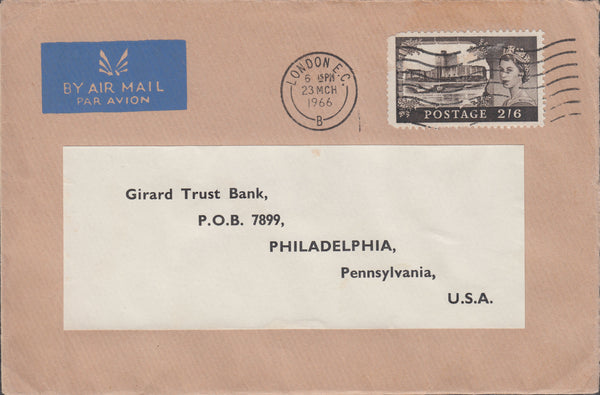 BY AIR MAIL
PAR AVION
LONDON E.C.
6 15PM
23 MCH
1966
B
POSTAGE 2/6
Girard Trust Bank,
P.O.B. 7899,
PHILADELPHIA,
Pennsylvania,
U.S.A.